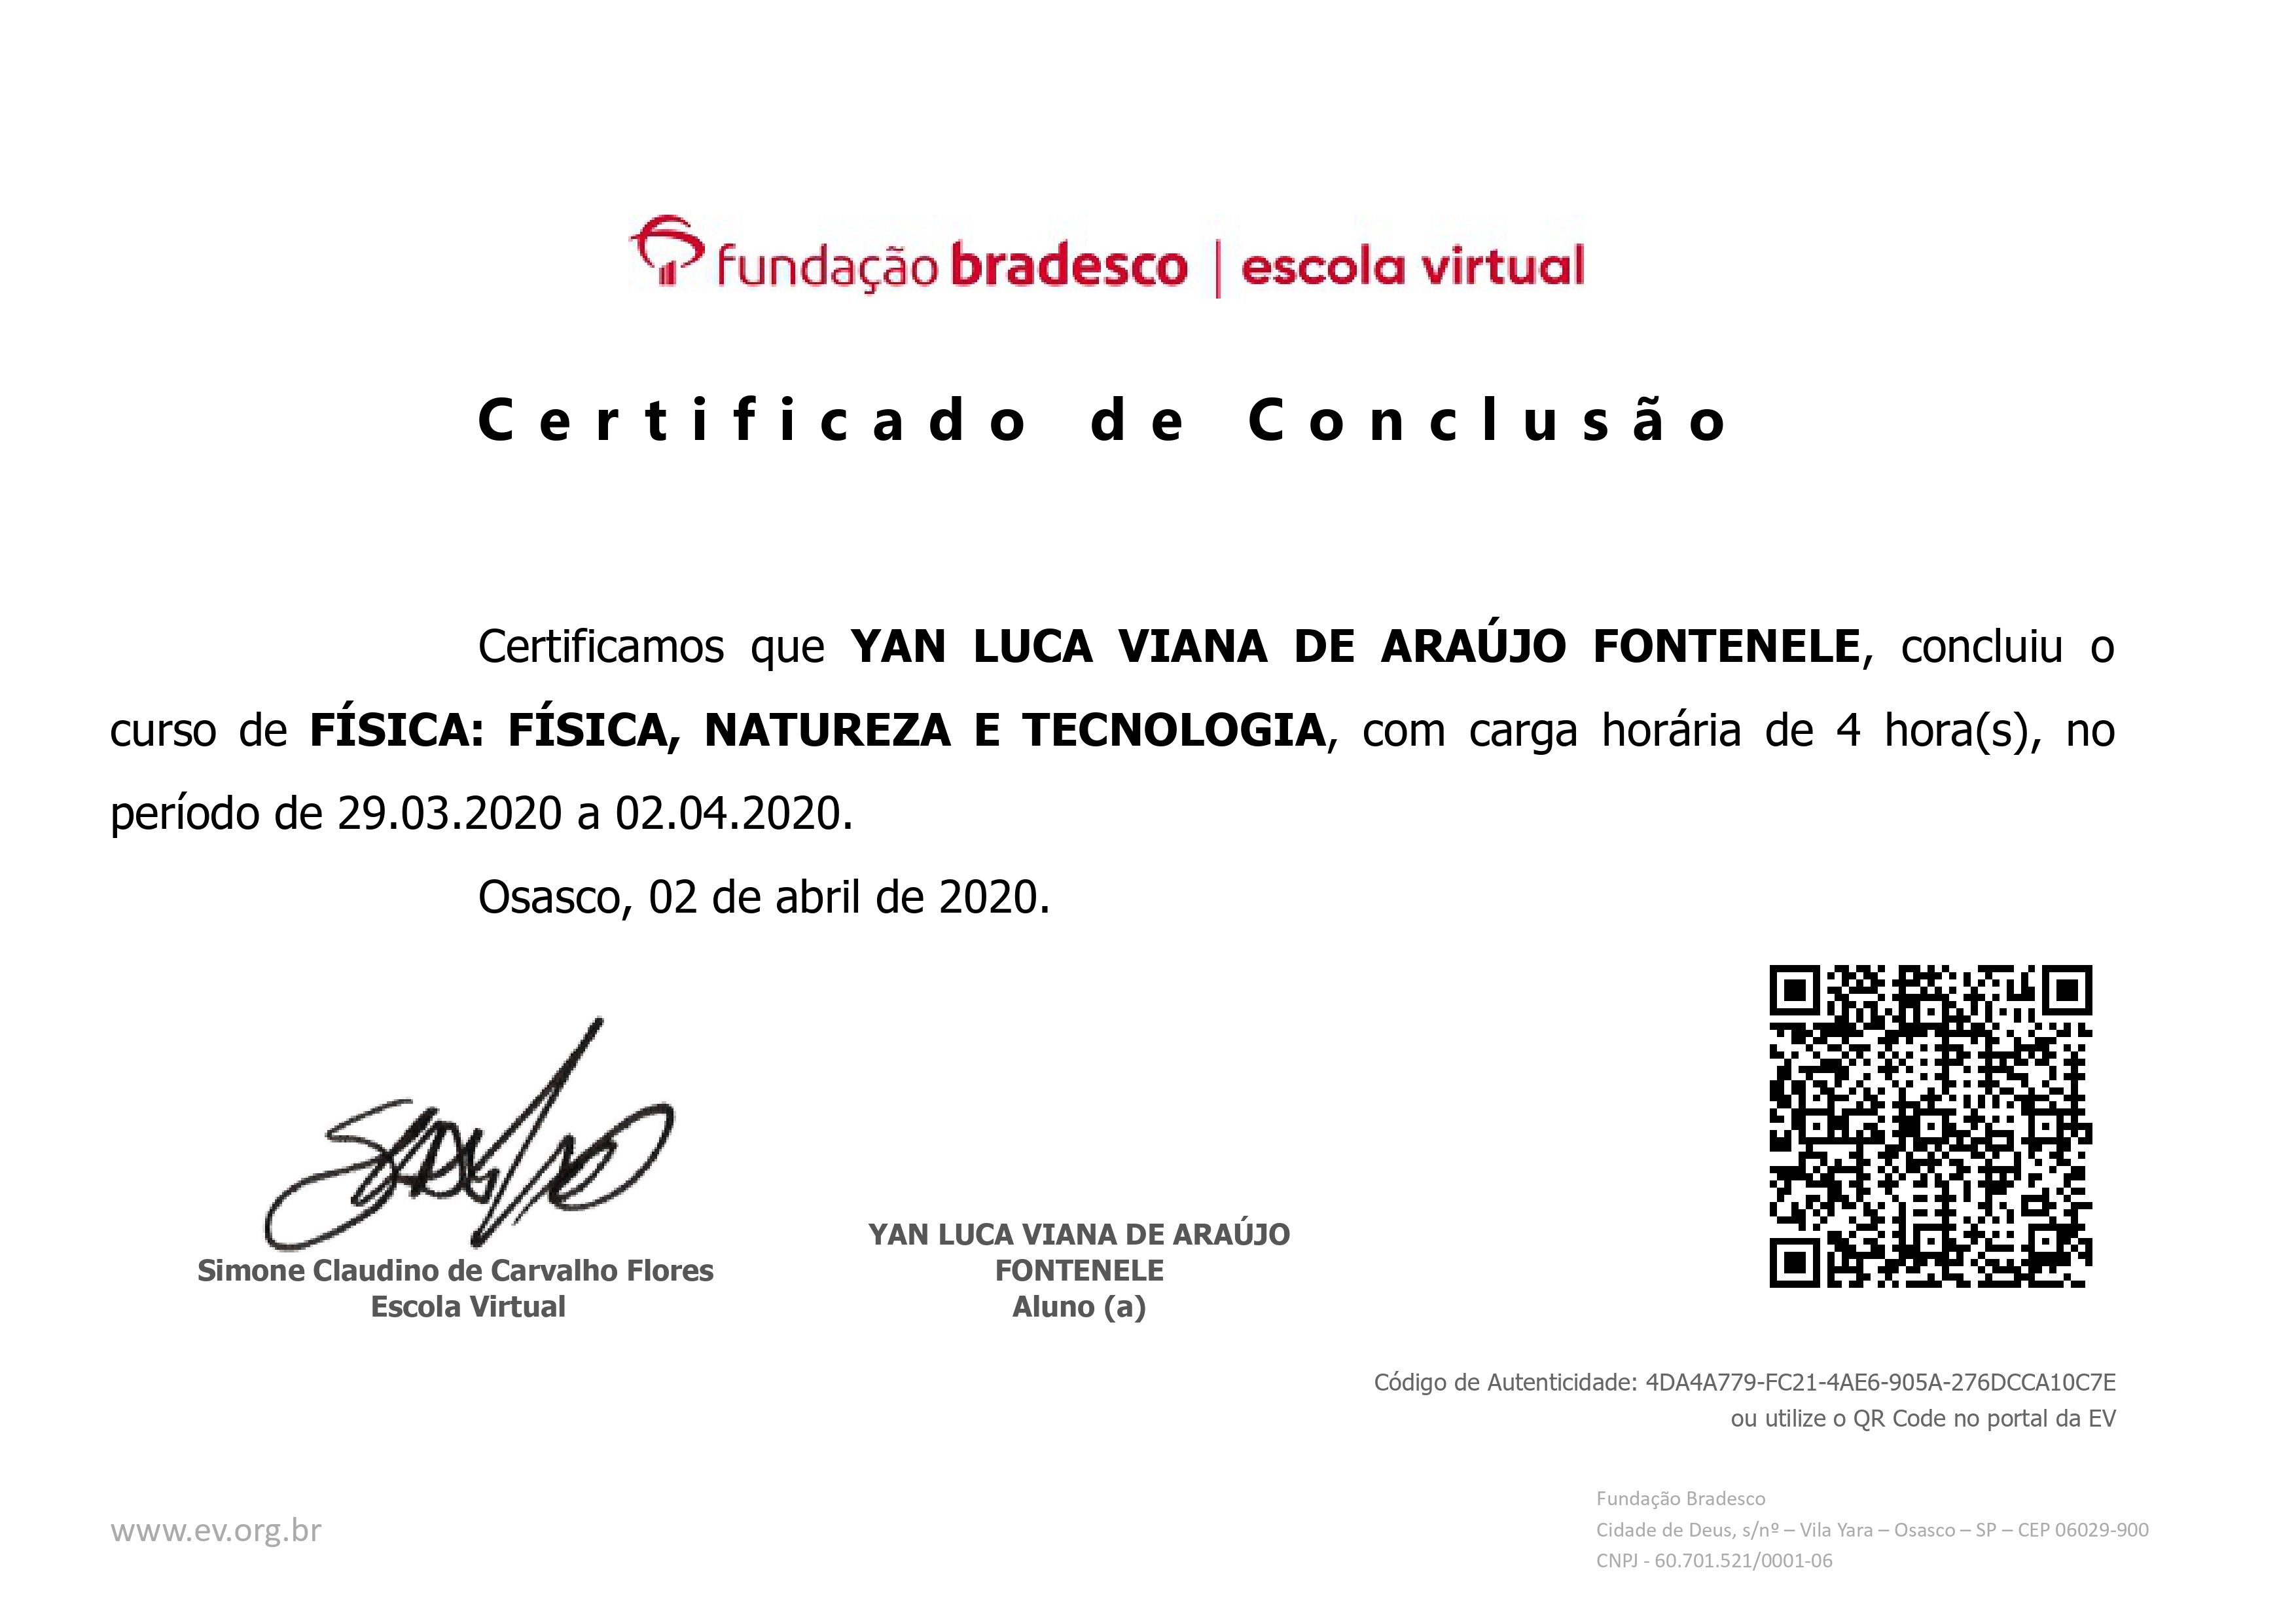 fundação bradesco | escola virtual
Certificado de Conclusão
Certificamos que YAN LUCA VIANA DE ARAÚJO FONTENELE, concluiu o
curso de FÍSICA: FÍSICA, NATUREZA E TECNOLOGIA, com carga horária de 4 hora(s), no
período de 29.03.2020 a 02.04.2020.
Osasco, 02 de abril de 2020.
Simone Claudino de Carvalho Flores
Escola Virtual
YAN LUCA VIANA DE ARAÚJO
FONTENELE
Aluno (a)
Código de Autenticidade: 4DA4A779-FC21-4AE6-905A-276DCCA10C7E
ou utilize o QR Code no portal da EV
www.ev.org.br
Fundação Bradesco
Cidade de Deus, s/nº – Vila Yara – Osasco – SP – CEP 06029-900
CNPJ - 60.701.521/0001-06